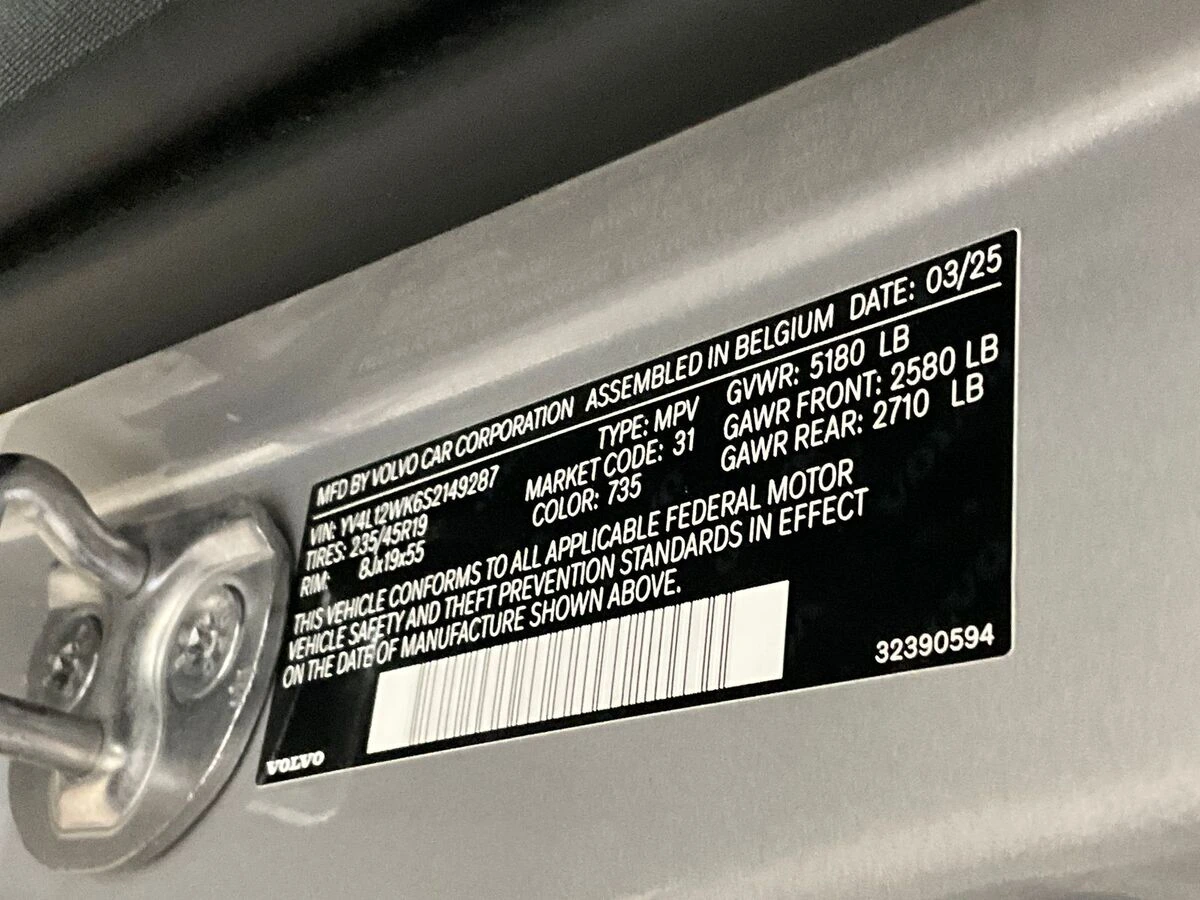 MFD BY VOLVO CAR CORPORATION ASSEMBLED IN BELGIUM DATE: 03/25
VIN: YV4L12WK6S2149287 TYPE: MPV GVWR: 5180 LB
TIRES: 235/45R19 MARKET CODE: 31 GAWR FRONT: 2580 LB
RIM: 8Jx19x55 COLOR: 735 GAWR REAR: 2710 LB
THIS VEHICLE CONFORMS TO ALL APPLICABLE FEDERAL MOTOR
VEHICLE SAFETY AND THEFT PREVENTION STANDARDS IN EFFECT
ON THE DATE OF MANUFACTURE SHOWN ABOVE.
32390594
VOLVO